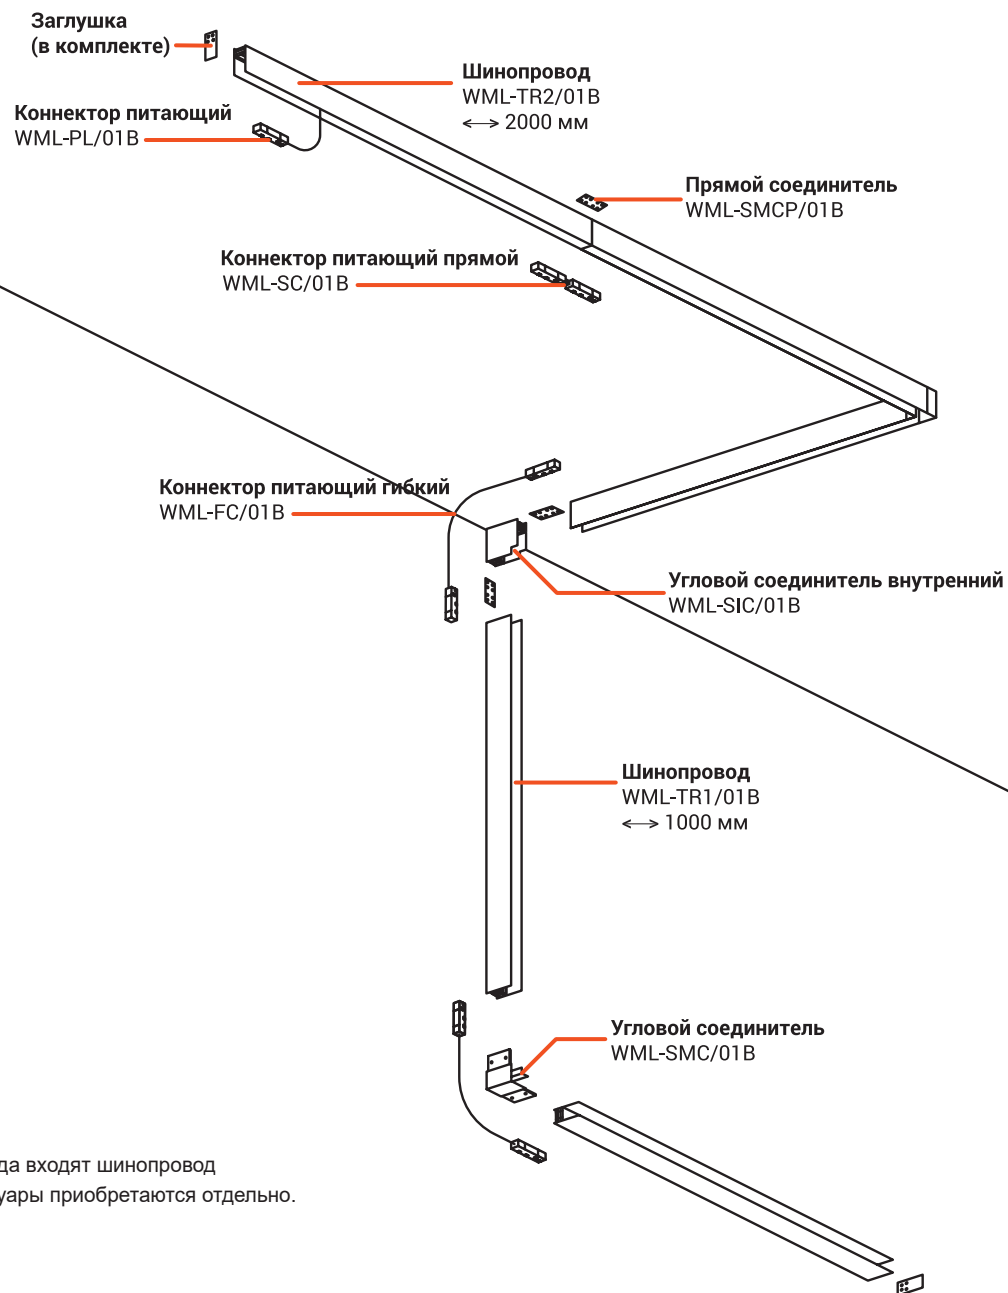 Заглушка
(в комплекте)
Шинопровод
WML-TR2/01B
⟷ 2000 мм
Коннектор питающий
WML-PL/01B
Прямой соединитель
WML-SMCP/01B
Коннектор питающий прямой
WML-SC/01B
Коннектор питающий гибкий
WML-FC/01B
Угловой соединитель внутренний
WML-SIC/01B
Шинопровод
WML-TR1/01B
⟷ 1000 мм
Угловой соединитель
WML-SMC/01B
да входят шинопровод
уары приобретаются отдельно.